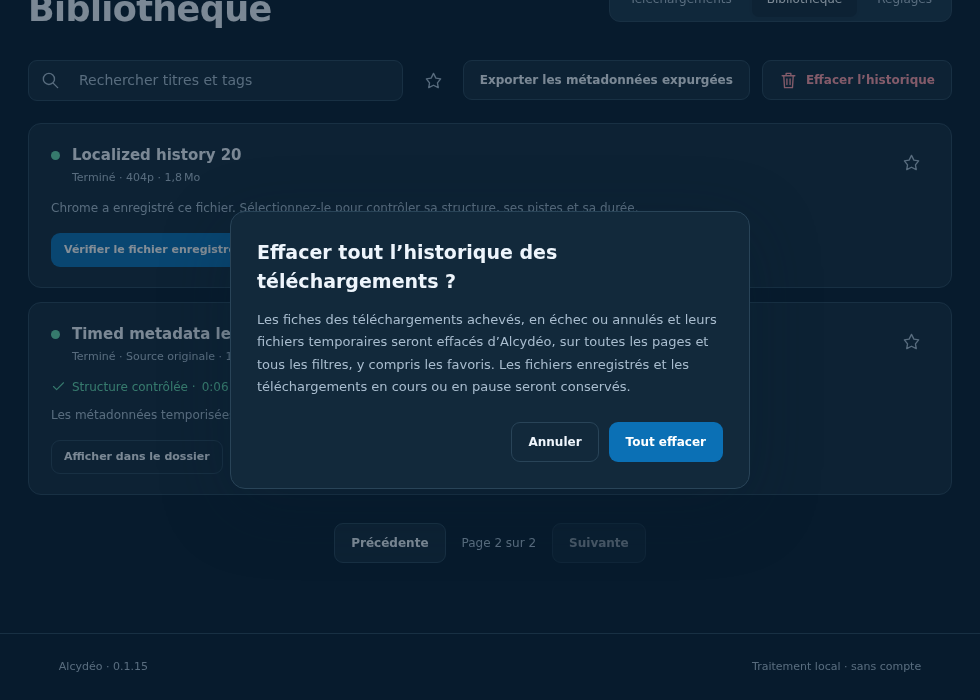 Bibliothèque
Téléchargements Bibliothèque Réglages
Rechercher titres et tags
Exporter les métadonnées expurgées
Effacer l’historique
Localized history 20
Terminé · 404p · 1,8 Mo
Chrome a enregistré ce fichier. Sélectionnez-le pour contrôler sa structure, ses pistes et sa durée.
Vérifier le fichier
Effacer tout l’historique des
téléchargements ?
Les fiches des téléchargements achevés, en échec ou annulés et leurs
fichiers temporaires seront effacés d’Alcydéo, sur toutes les pages et
tous les filtres, y compris les favoris. Les fichiers enregistrés et les
téléchargements en cours ou en pause seront conservés.
Annuler
Tout effacer
Timed metadata
Terminé · Source originale ·
Structure contrôlée · 0:06
Les métadonnées
Afficher dans le dossier
Précédente
Page 2 sur 2
Suivante
Alcydéo · 0.1.15
Traitement local · sans compte